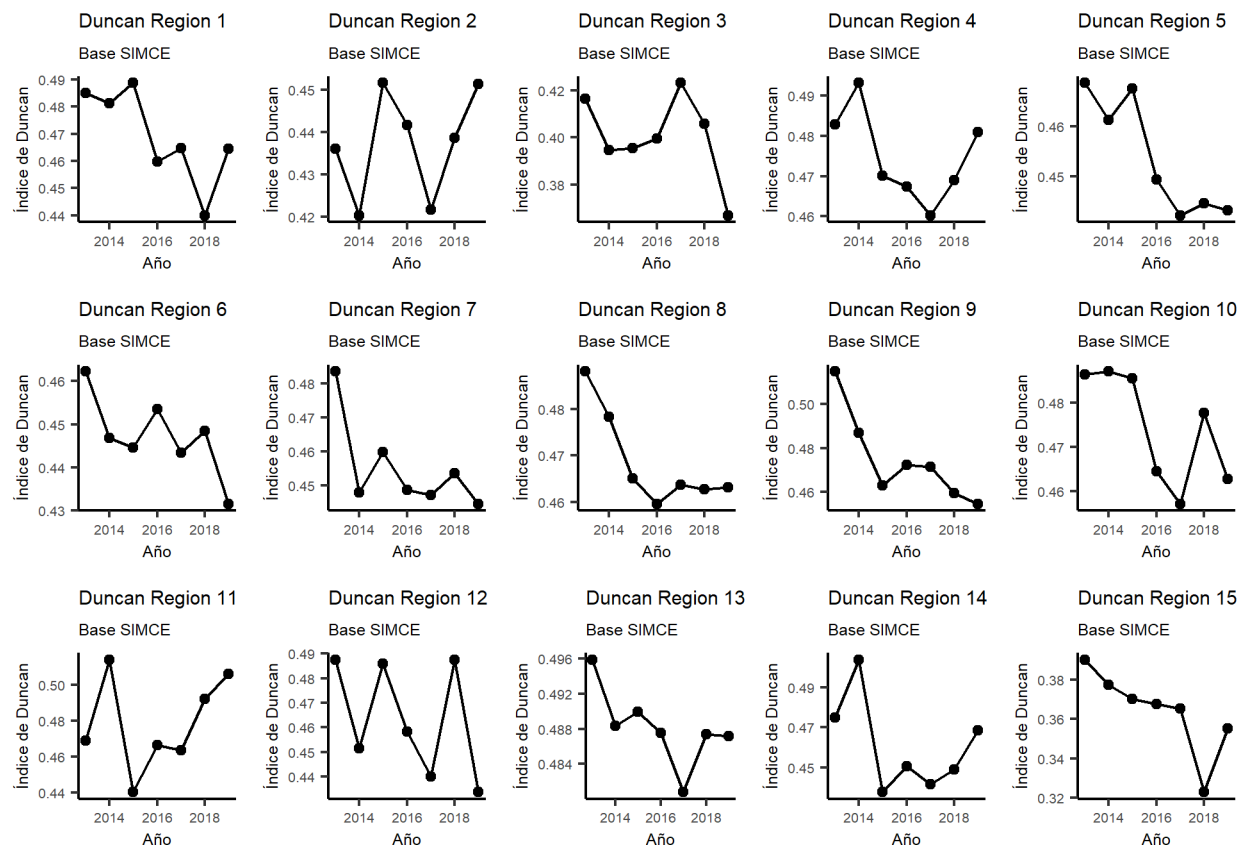 Duncan Region 1
Base SIMCE
Índice de Duncan
0.49
0.48
0.47
0.46
0.45
0.44
2014 2016 2018
Año
Duncan Region 2
Base SIMCE
Índice de Duncan
0.45
0.44
0.43
0.42
2014 2016 2018
Año
Duncan Region 3
Base SIMCE
Índice de Duncan
0.42
0.40
0.38
2014 2016 2018
Año
Duncan Region 4
Base SIMCE
Índice de Duncan
0.49
0.48
0.47
0.46
2014 2016 2018
Año
Duncan Region 5
Base SIMCE
Índice de Duncan
0.46
0.45
2014 2016 2018
Año
Duncan Region 6
Base SIMCE
Índice de Duncan
0.46
0.45
0.44
0.43
2014 2016 2018
Año
Duncan Region 7
Base SIMCE
Índice de Duncan
0.48
0.47
0.46
0.45
2014 2016 2018
Año
Duncan Region 8
Base SIMCE
Índice de Duncan
0.48
0.47
0.46
2014 2016 2018
Año
Duncan Region 9
Base SIMCE
Índice de Duncan
0.50
0.48
0.46
2014 2016 2018
Año
Duncan Region 10
Base SIMCE
Índice de Duncan
0.48
0.47
0.46
2014 2016 2018
Año
Duncan Region 11
Base SIMCE
Índice de Duncan
0.50
0.48
0.46
0.44
2014 2016 2018
Año
Duncan Region 12
Base SIMCE
Índice de Duncan
0.49
0.48
0.47
0.46
0.45
0.44
2014 2016 2018
Año
Duncan Region 13
Base SIMCE
Índice de Duncan
0.496
0.492
0.488
0.484
2014 2016 2018
Año
Duncan Region 14
Base SIMCE
Índice de Duncan
0.49
0.47
0.45
2014 2016 2018
Año
Duncan Region 15
Base SIMCE
Índice de Duncan
0.38
0.36
0.34
0.32
2014 2016 2018
Año